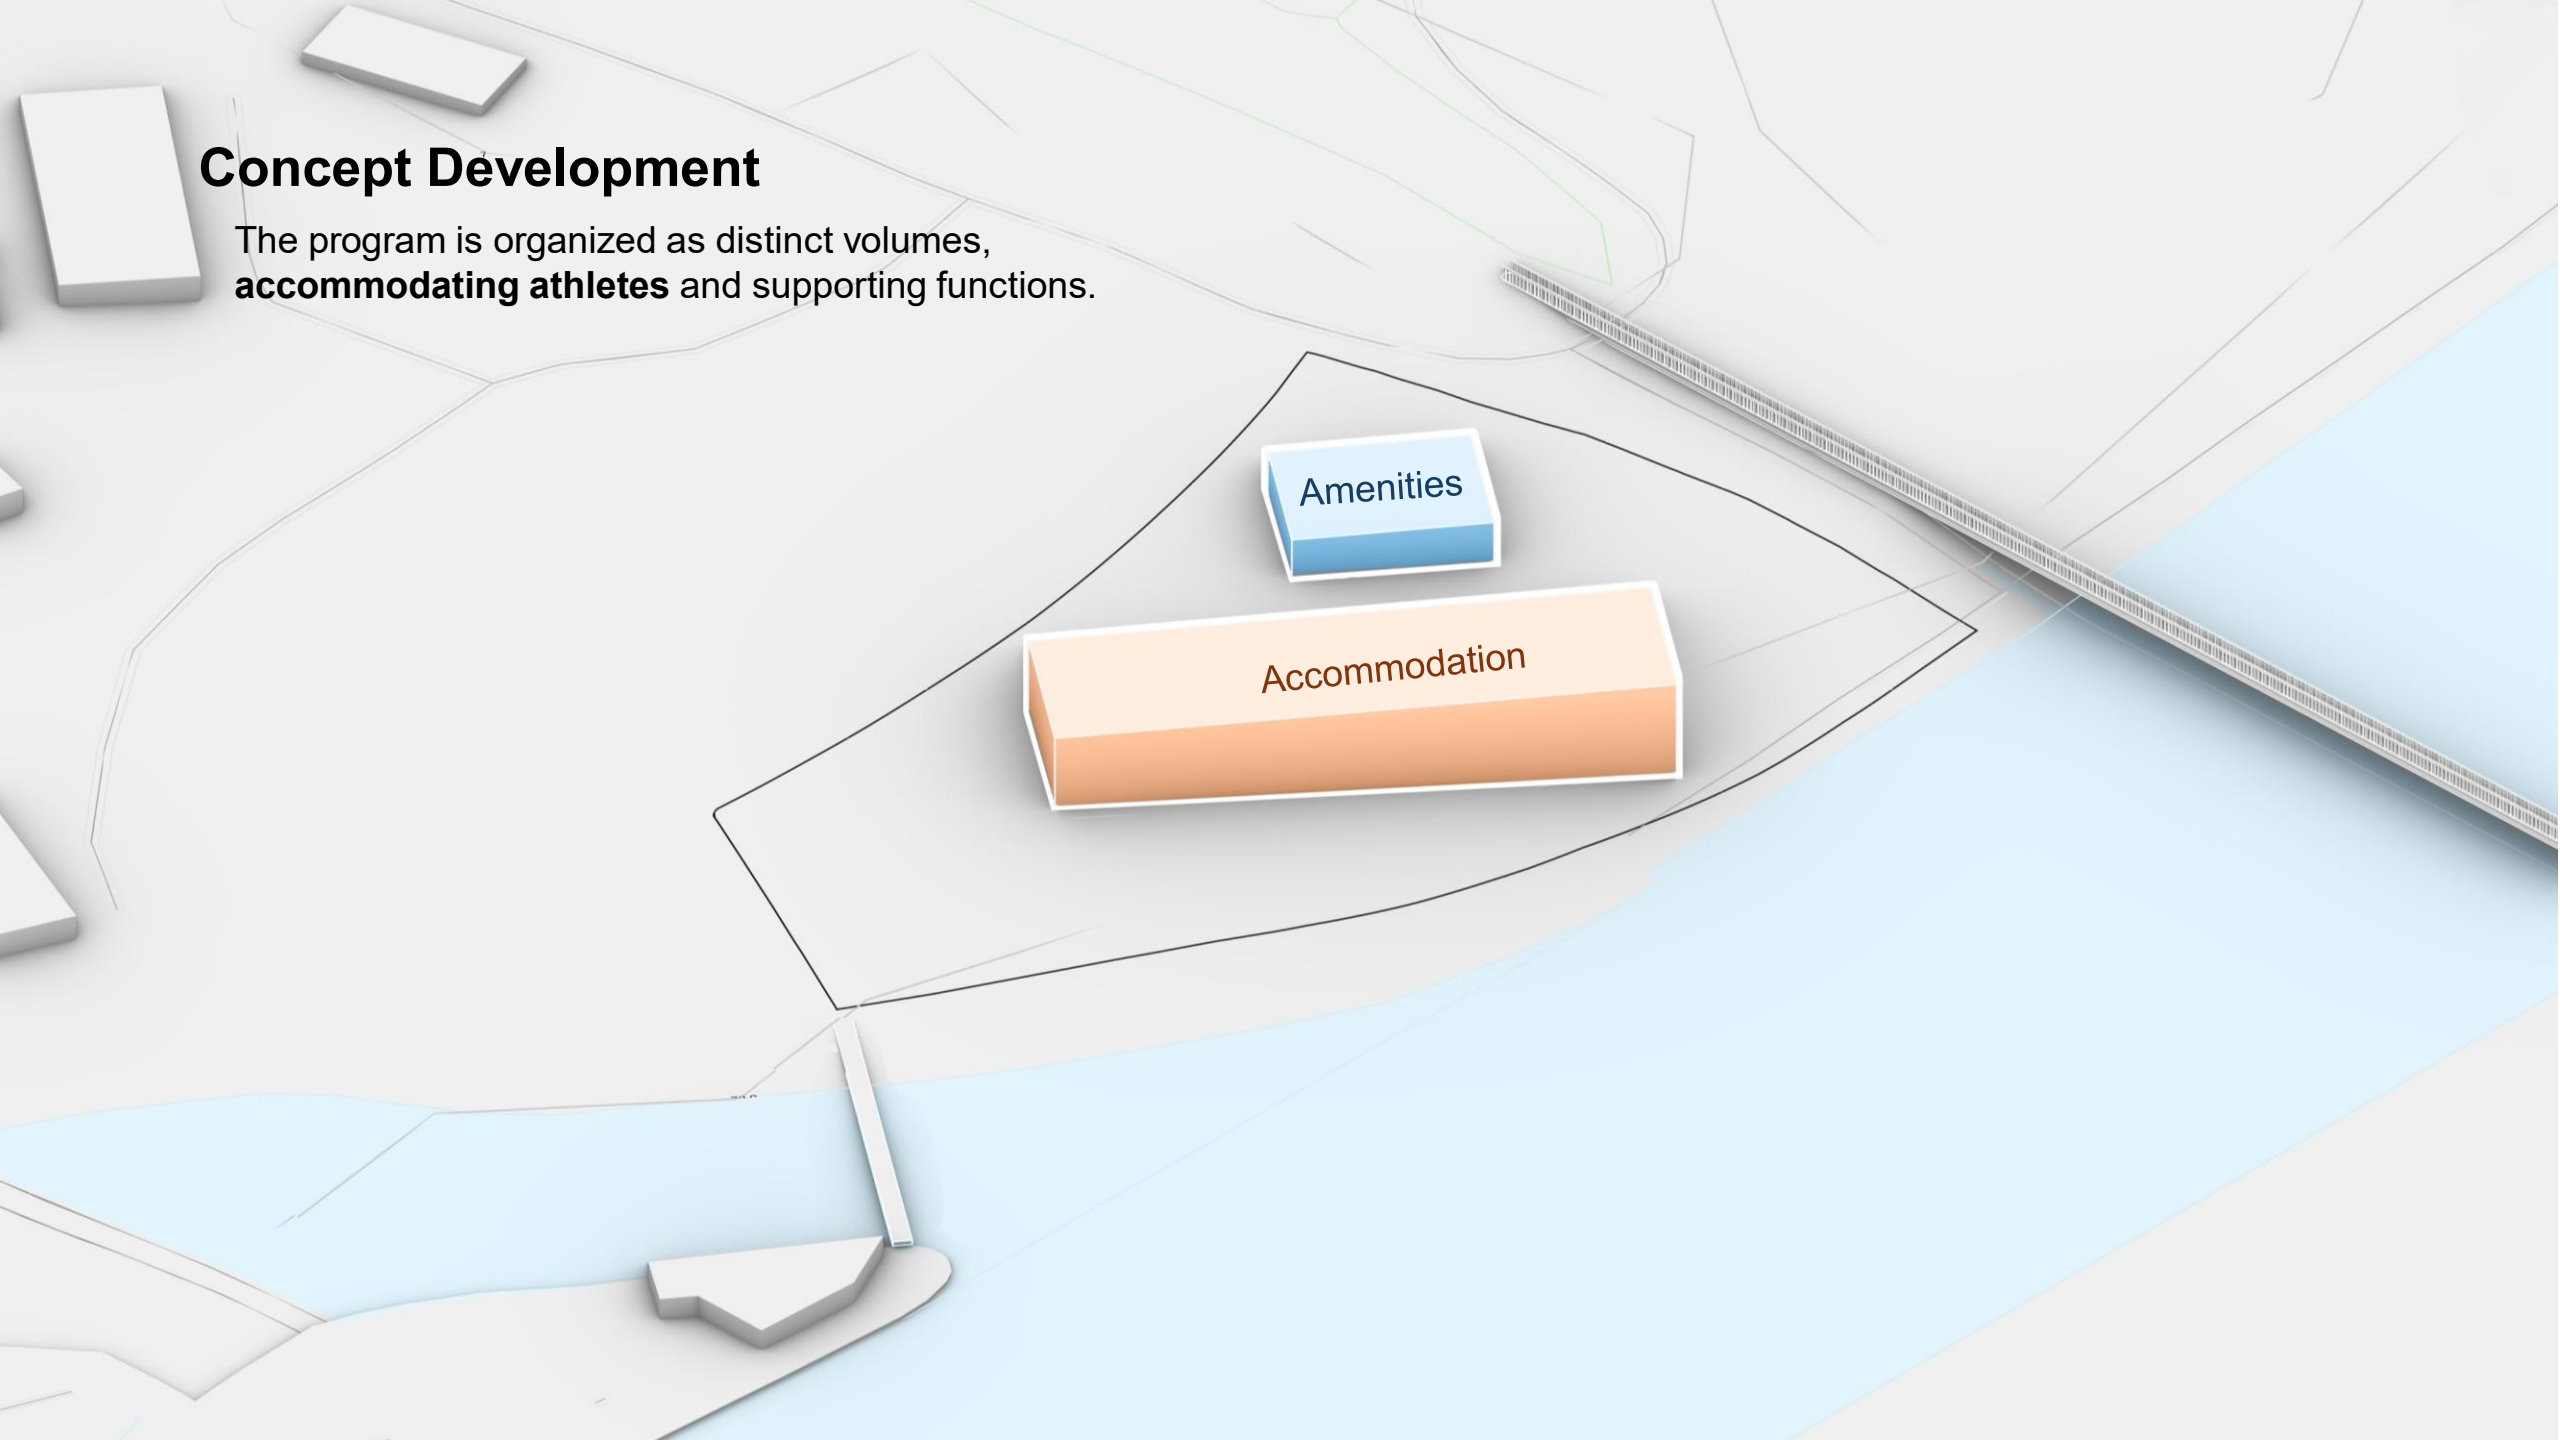 Concept Development
The program is organized as distinct volumes,
accommodating athletes and supporting functions.
Amenities
Accommodation